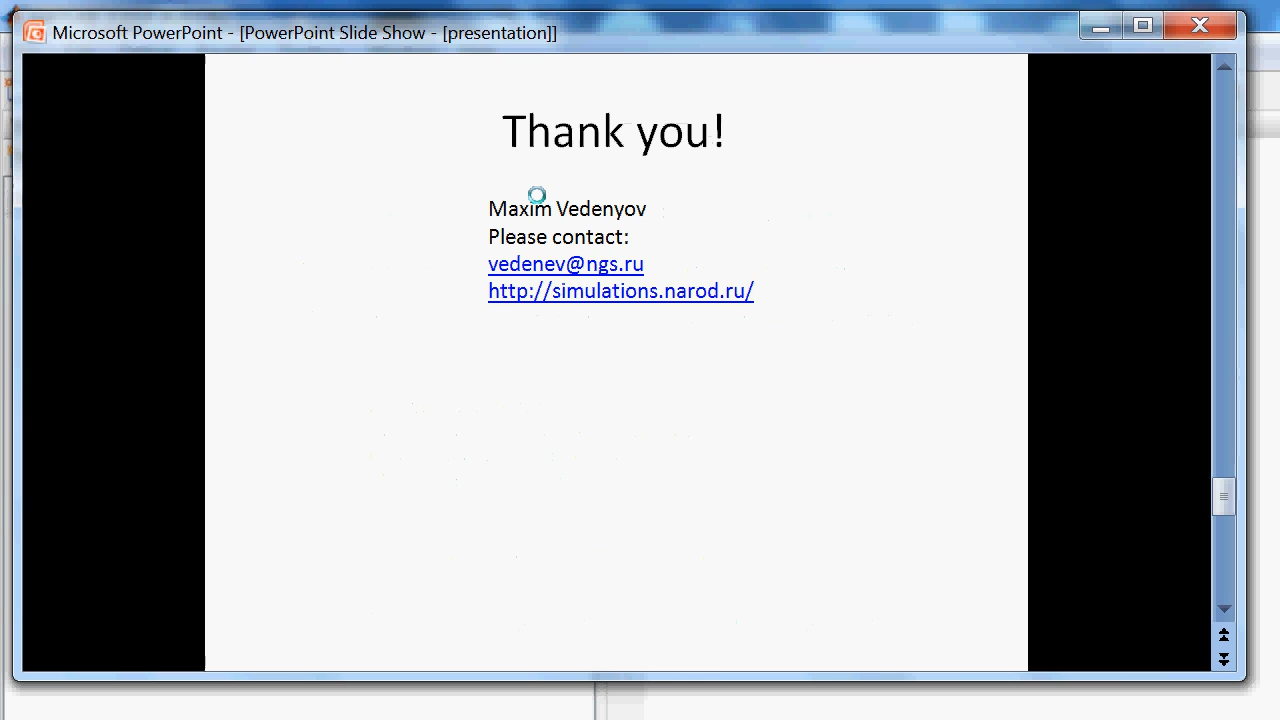 Microsoft PowerPoint - [PowerPoint Slide Show - [presentation]]
Thank you!
Maxim Vedenyov
Please contact:
vedenev@ngs.ru
http://simulations.narod.ru/